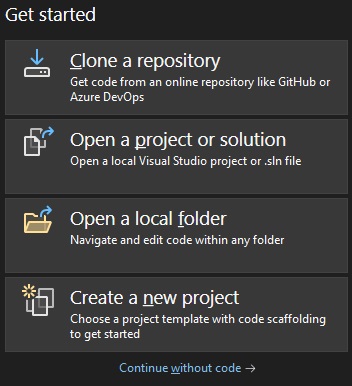 Get started
Clone a repository
Get code from an online repository like GitHub or
Azure DevOps
Open a project or solution
Open a local Visual Studio project or .sln file
Open a local folder
Navigate and edit code within any folder
Create a new project
Choose a project template with code scaffolding
to get started
Continue without code →